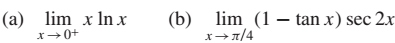 (a) lim x ln x (b) lim (1 − tan x) sec 2x
x→0+ x→π/4